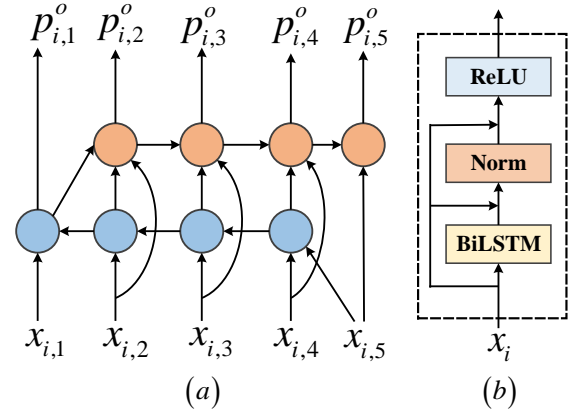 p^o_{i,1} p^o_{i,2} p^o_{i,3} p^o_{i,4} p^o_{i,5}
x_{i,1} x_{i,2} x_{i,3} x_{i,4} x_{i,5}
(a)
ReLU
Norm
BiLSTM
x_i
(b)